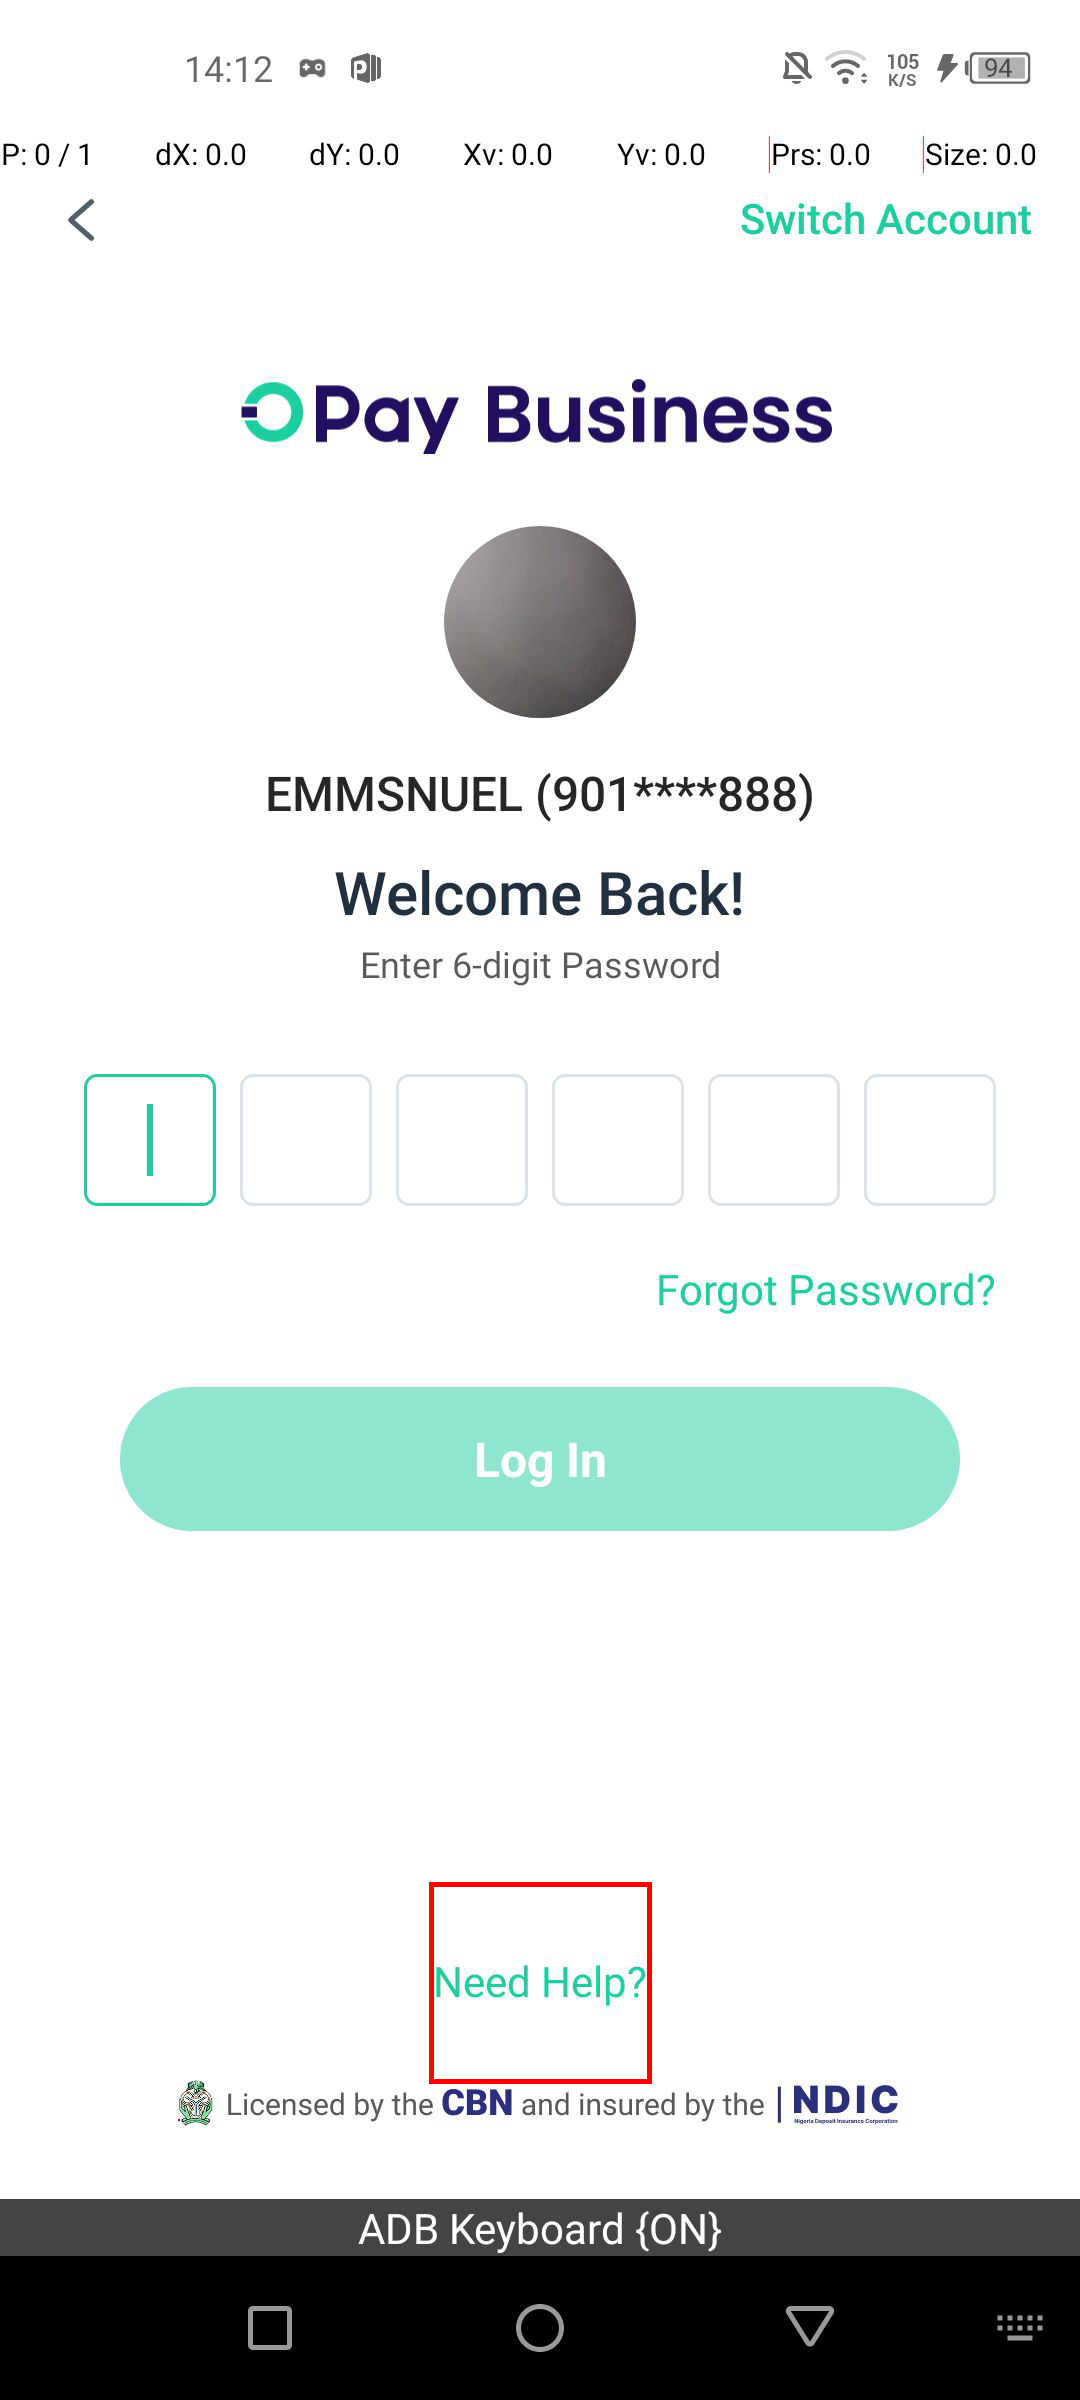 14:12
105
K/S
94
P: 0 / 1 dX: 0.0 dY: 0.0 Xv: 0.0 Yv: 0.0 Prs: 0.0 Size: 0.0
Switch Account
OPay Business
EMMSNUEL (901****888)
Welcome Back!
Enter 6-digit Password
Forgot Password?
Log In
Need Help?
Licensed by the CBN and insured by the | NDIC
Nigeria Deposit Insurance Corporation
ADB Keyboard {ON}